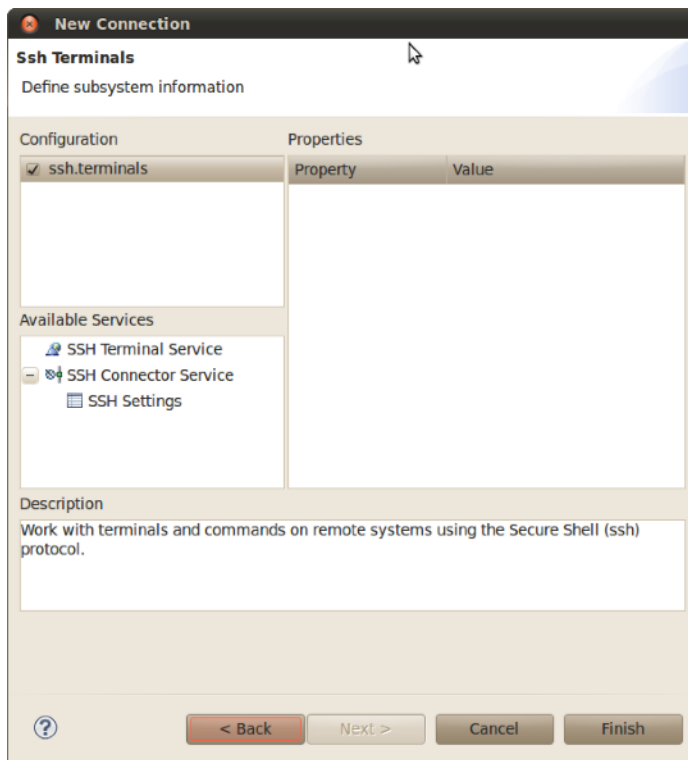 New Connection
Ssh Terminals
Define subsystem information
Configuration
ssh.terminals
Properties
Property Value
Available Services
SSH Terminal Service
SSH Connector Service
SSH Settings
Description
Work with terminals and commands on remote systems using the Secure Shell (ssh)
protocol.
< Back Next > Cancel Finish